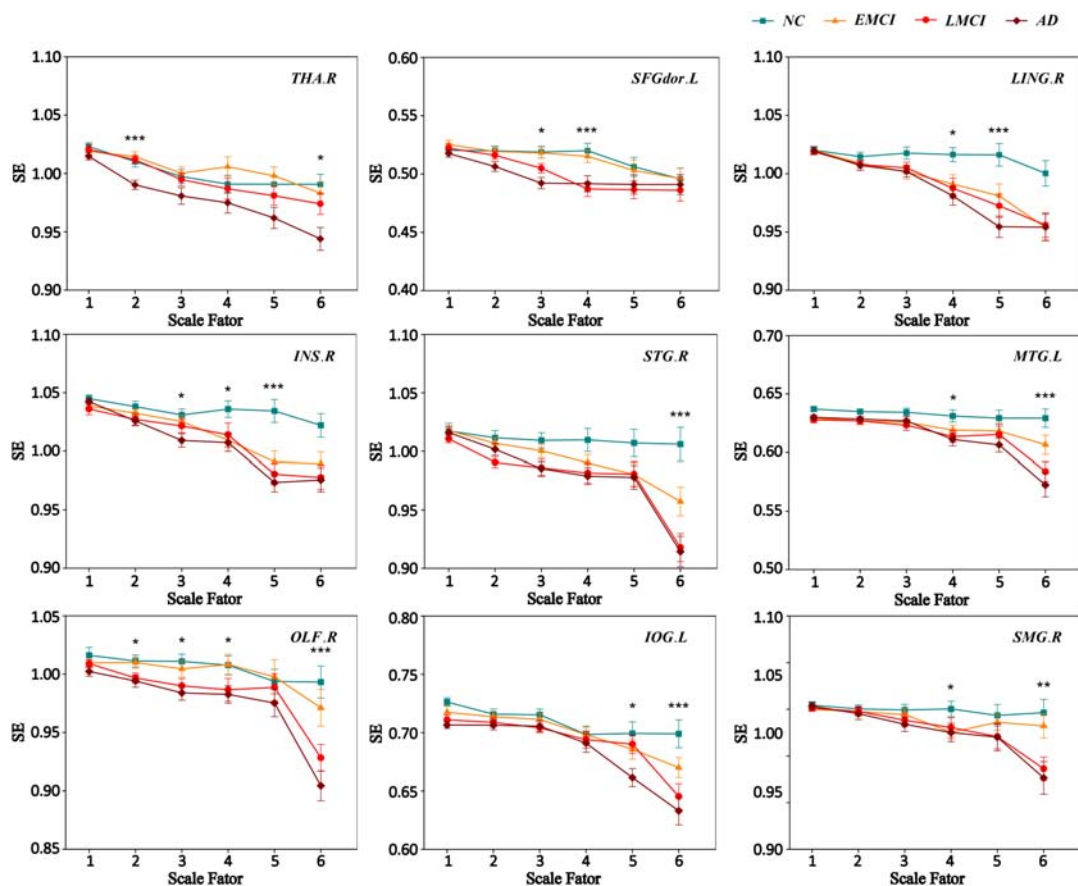 NC EMCI LMCI AD
1.10 0.60 1.10
THA.R SFGdor.L LING.R
1.05 0.55 1.05
*** * * *** * ***
SE 1.00 SE 0.50 SE 1.00
0.95 0.45 0.95
0.90 0.40 0.90
1 2 3 4 5 6 1 2 3 4 5 6 1 2 3 4 5 6
Scale Fator Scale Fator Scale Fator
1.10 1.10 0.70
INS.R STG.R MTG.L
1.05 1.05 0.65
* * *** *** * ***
SE 1.00 SE 1.00 SE 0.60
0.95 0.95 0.55
0.90 0.90 0.50
1 2 3 4 5 6 1 2 3 4 5 6 1 2 3 4 5 6
Scale Fator Scale Fator Scale Fator
1.05 0.80 1.10
OLF.R IOG.L SMG.R
* * * *** * *** * **
1.00 1.05
SE 0.95 SE 0.70 SE 1.00
0.90 0.65 0.95
0.85 0.60 0.90
1 2 3 4 5 6 1 2 3 4 5 6 1 2 3 4 5 6
Scale Fator Scale Fator Scale Fator